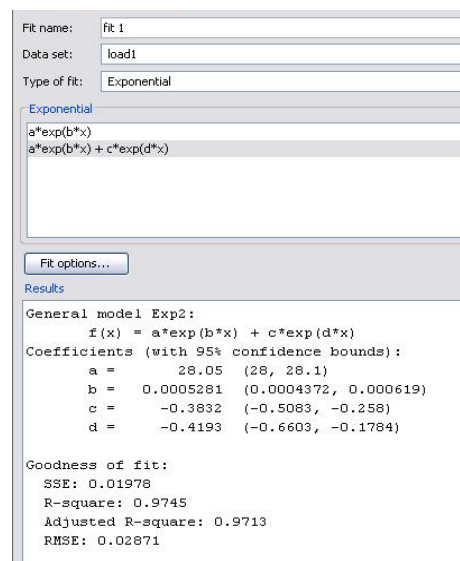 Fit name: fit 1
Data set: load1
Type of fit: Exponential
Exponential
a*exp(b*x)
a*exp(b*x) + c*exp(d*x)
Fit options...
Results
General model Exp2:
f(x) = a*exp(b*x) + c*exp(d*x)
Coefficients (with 95% confidence bounds):
a = 28.05 (28, 28.1)
b = 0.0005281 (0.0004372, 0.000619)
c = -0.3832 (-0.5083, -0.258)
d = -0.4193 (-0.6603, -0.1784)
Goodness of fit:
SSE: 0.01978
R-square: 0.9745
Adjusted R-square: 0.9713
RMSE: 0.02871